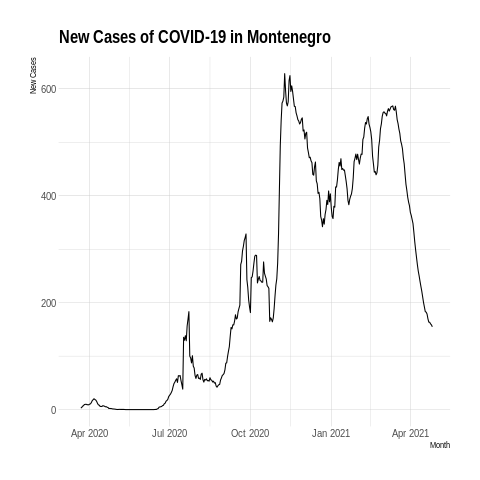 New Cases of COVID-19 in Montenegro
New Cases
600
400
200
0
Apr 2020
Jul 2020
Oct 2020
Jan 2021
Apr 2021
Month